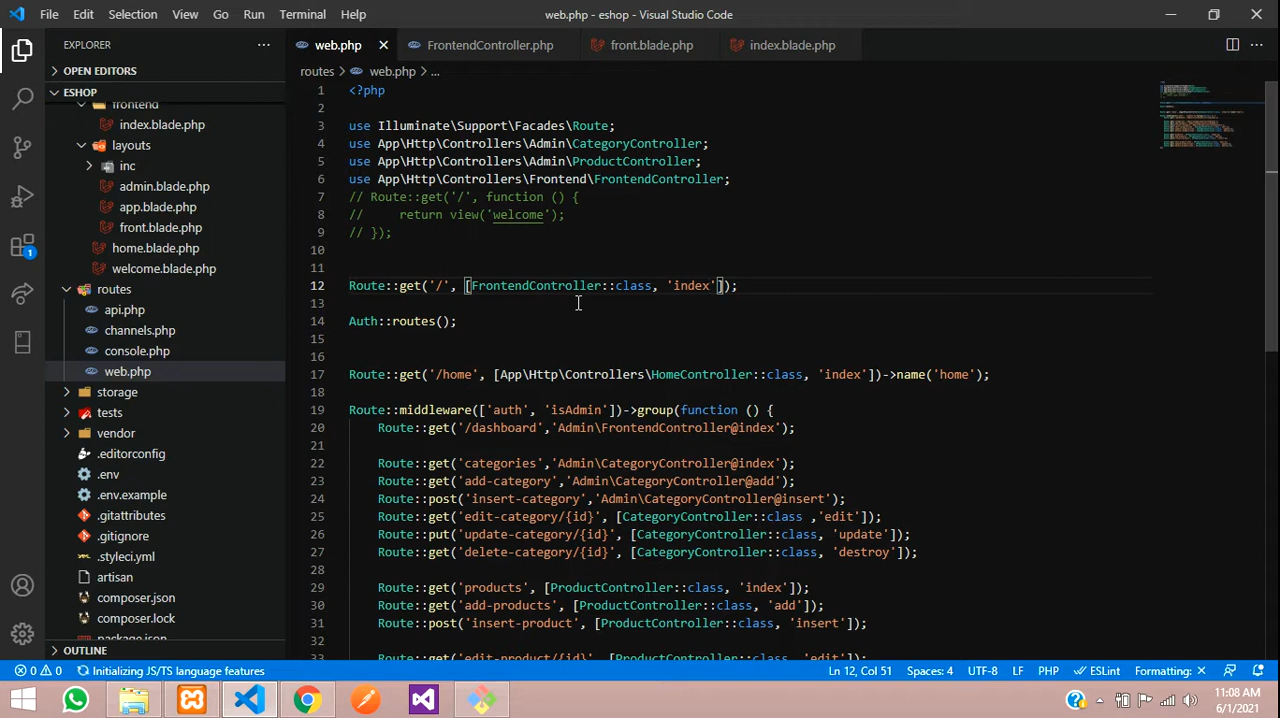 File Edit Selection View Go Run Terminal Help
web.php - eshop - Visual Studio Code
EXPLORER
OPEN EDITORS
ESHOP
frontend
index.blade.php
layouts
inc
admin.blade.php
app.blade.php
front.blade.php
home.blade.php
welcome.blade.php
routes
api.php
channels.php
console.php
web.php
storage
tests
vendor
.editorconfig
.env
.env.example
.gitattributes
.gitignore
.styleci.yml
artisan
composer.json
composer.lock
package.json
OUTLINE
1
web.php FrontendController.php front.blade.php index.blade.php
routes > web.php > ...
1 <?php
2
3 use Illuminate\Support\Facades\Route;
4 use App\Http\Controllers\Admin\CategoryController;
5 use App\Http\Controllers\Admin\ProductController;
6 use App\Http\Controllers\Frontend\FrontendController;
7 // Route::get('/', function () {
8 //     return view('welcome');
9 // });
10
11
12 Route::get('/', [FrontendController::class, 'index']);
13
14 Auth::routes();
15
16
17 Route::get('/home', [App\Http\Controllers\HomeController::class, 'index'])->name('home');
18
19 Route::middleware(['auth', 'isAdmin'])->group(function () {
20     Route::get('/dashboard','Admin\FrontendController@index');
21
22     Route::get('categories','Admin\CategoryController@index');
23     Route::get('add-category','Admin\CategoryController@add');
24     Route::post('insert-category','Admin\CategoryController@insert');
25     Route::get('edit-category/{id}', [CategoryController::class ,'edit']);
26     Route::put('update-category/{id}', [CategoryController::class, 'update']);
27     Route::get('delete-category/{id}', [CategoryController::class, 'destroy']);
28
29     Route::get('products', [ProductController::class, 'index']);
30     Route::get('add-products', [ProductController::class, 'add']);
31     Route::post('insert-product', [ProductController::class, 'insert']);
32
33     Route::get('edit-product/{id}', [ProductController::class, 'edit']);
0 0 Initializing JS/TS language features
Ln 12, Col 51 Spaces: 4 UTF-8 LF PHP ESLint Formatting: ×
11:08 AM
6/1/2021